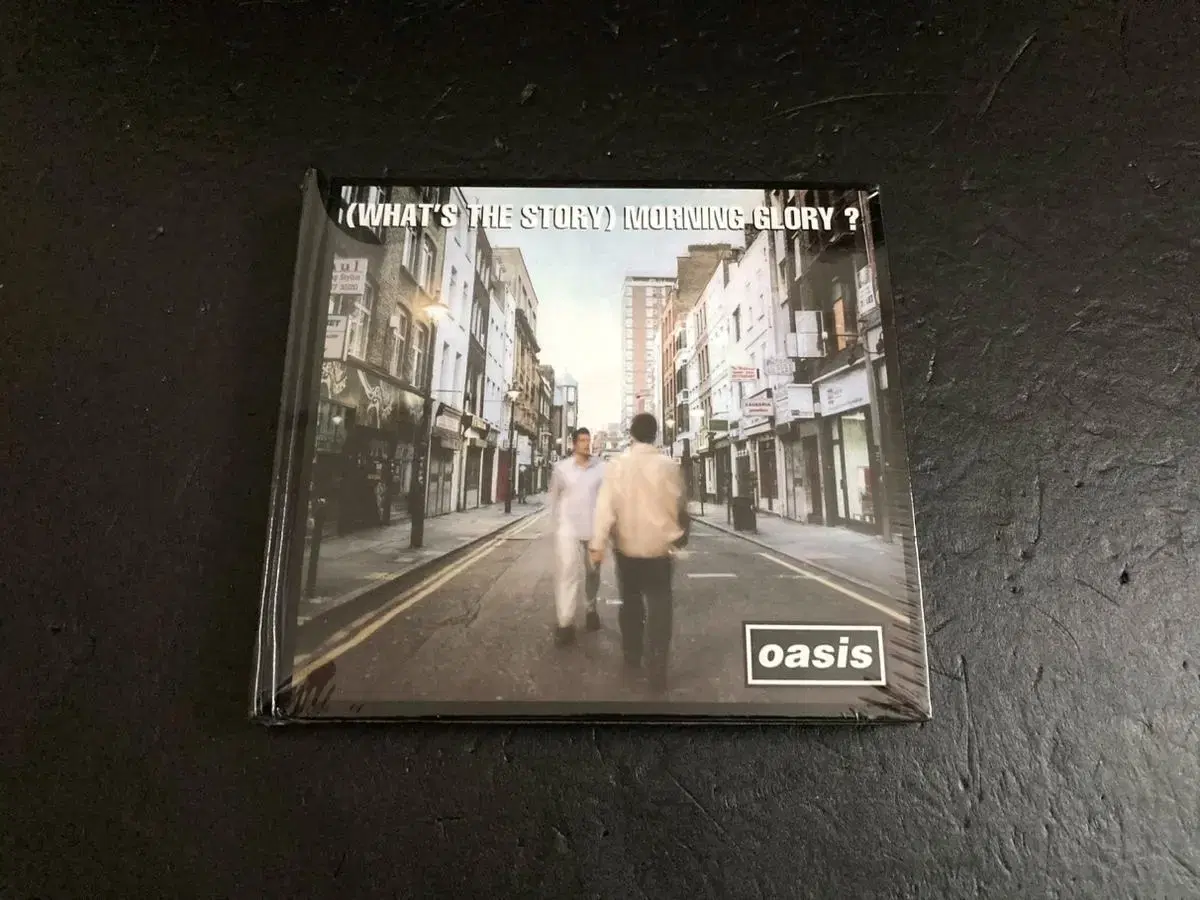 (WHAT'S THE STORY) MORNING GLORY ?
oasis